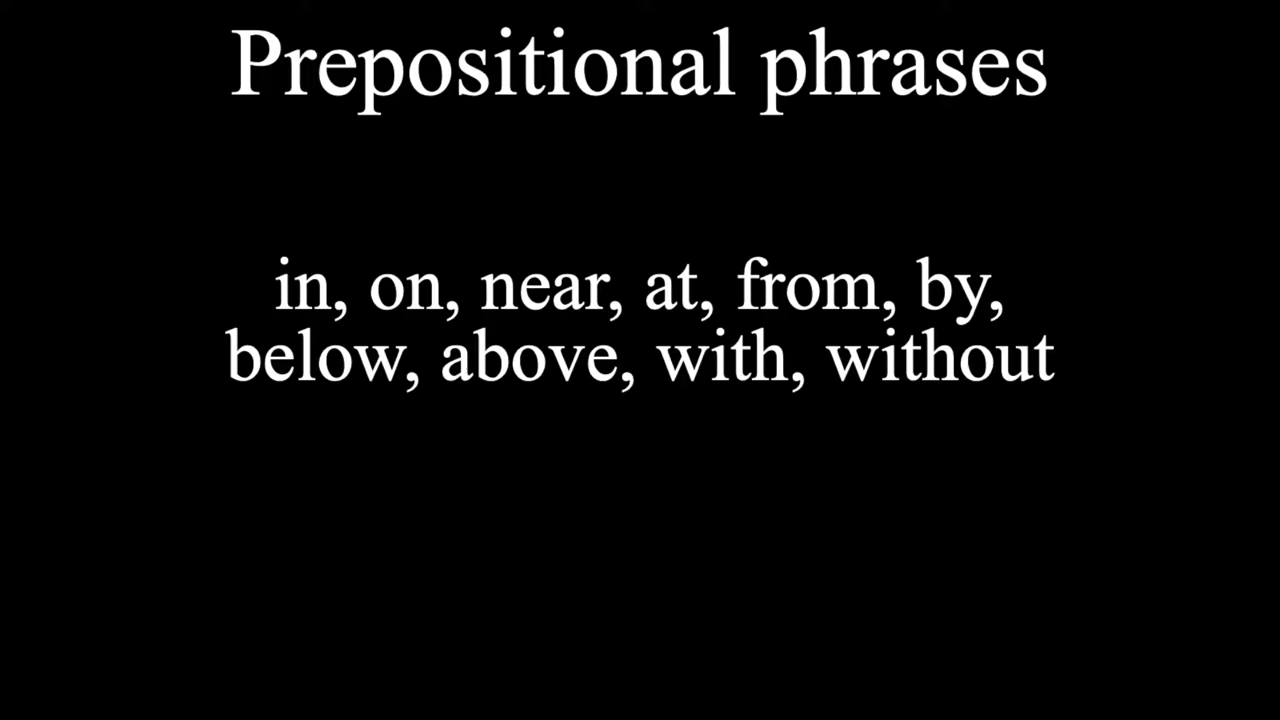 Prepositional phrases
in, on, near, at, from, by,
below, above, with, without